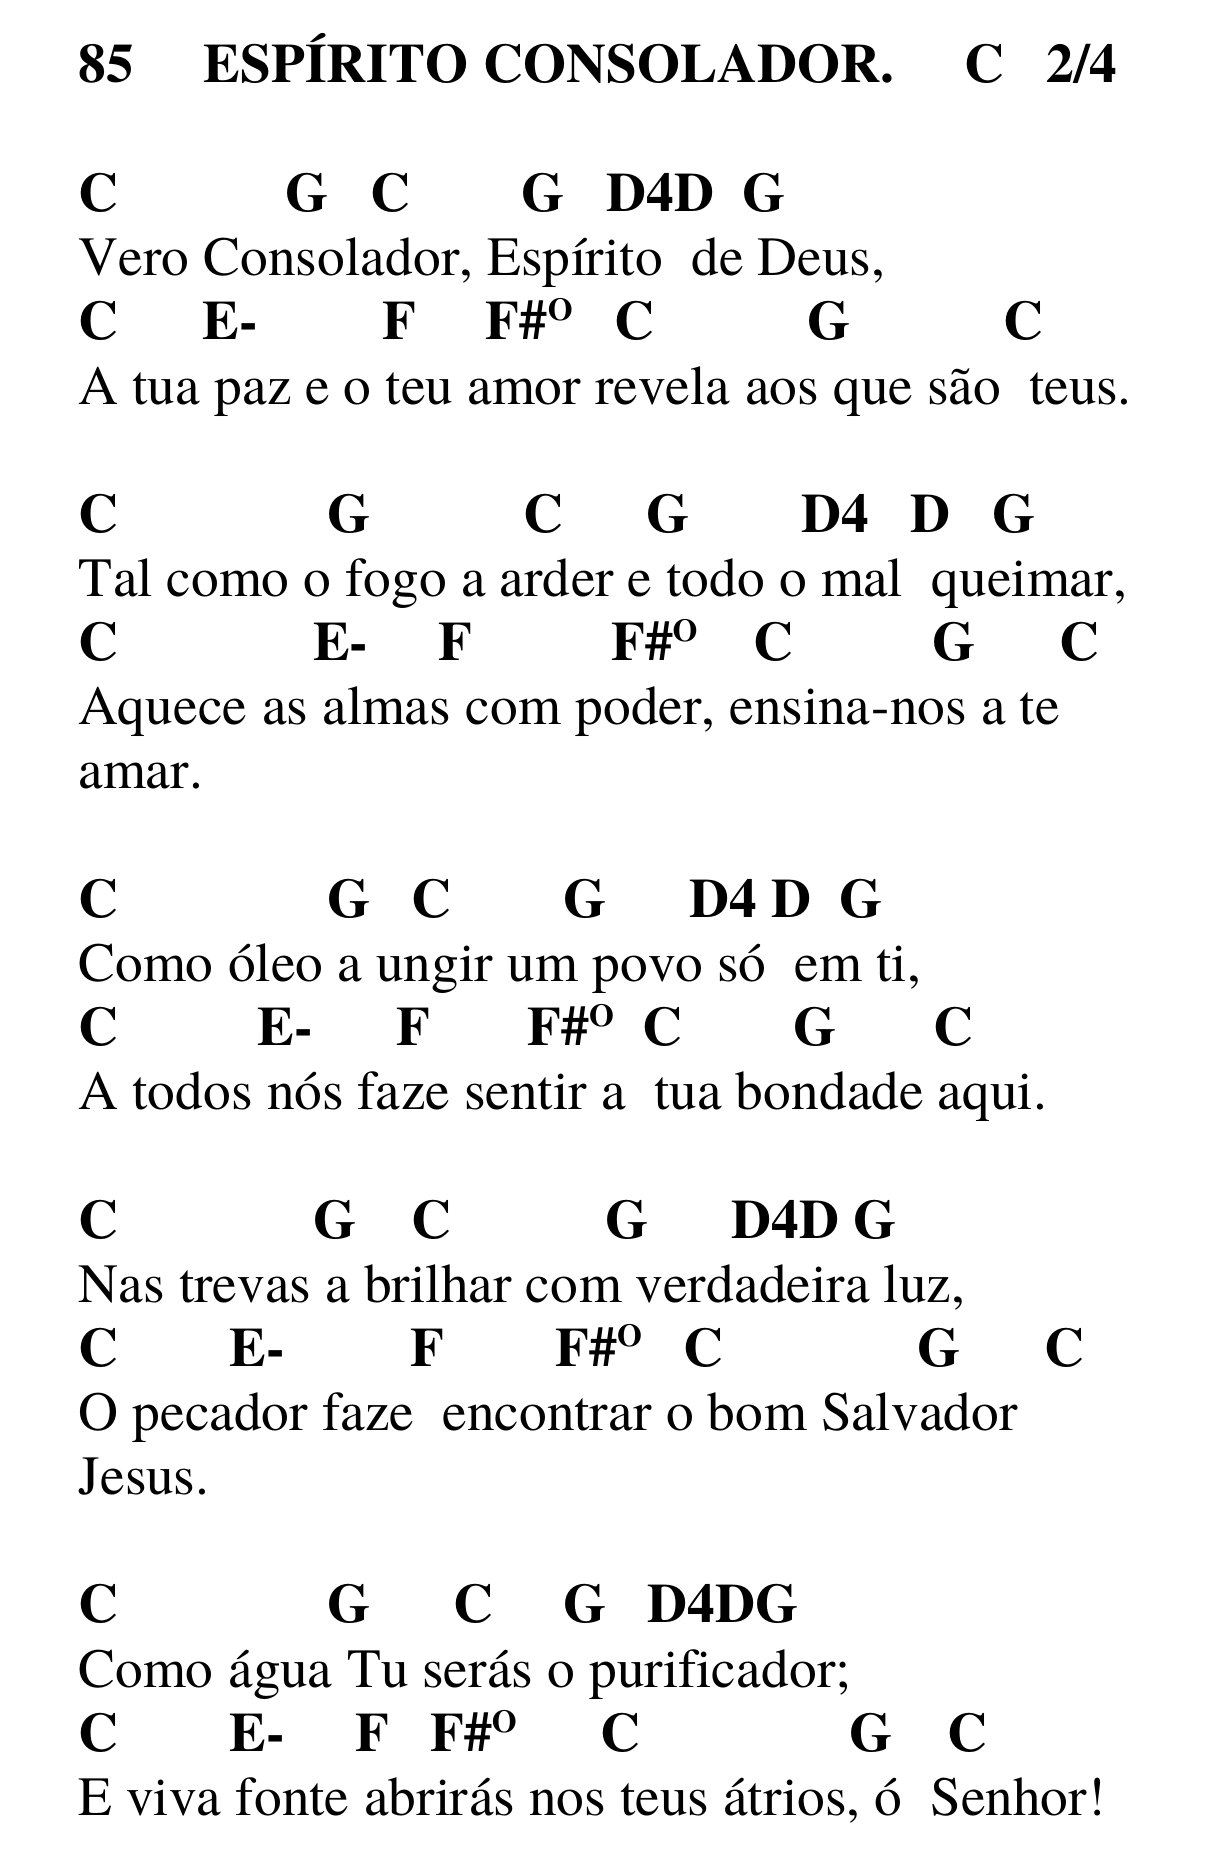 85 ESPÍRITO CONSOLADOR. C 2/4
C G C G D4D G
Vero Consolador, Espírito de Deus,
C E- F F#º C G C
A tua paz e o teu amor revela aos que são teus.
C G C G D4 D G
Tal como o fogo a arder e todo o mal queimar,
C E- F F#º C G C
Aquece as almas com poder, ensina-nos a te
amar.
C G C G D4 D G
Como óleo a ungir um povo só em ti,
C E- F F#º C G C
A todos nós faze sentir a tua bondade aqui.
C G C G D4D G
Nas trevas a brilhar com verdadeira luz,
C E- F F#º C G C
O pecador faze encontrar o bom Salvador
Jesus.
C G C G D4DG
Como água Tu serás o purificador;
C E- F F#º C G C
E viva fonte abrirás nos teus átrios, ó Senhor!